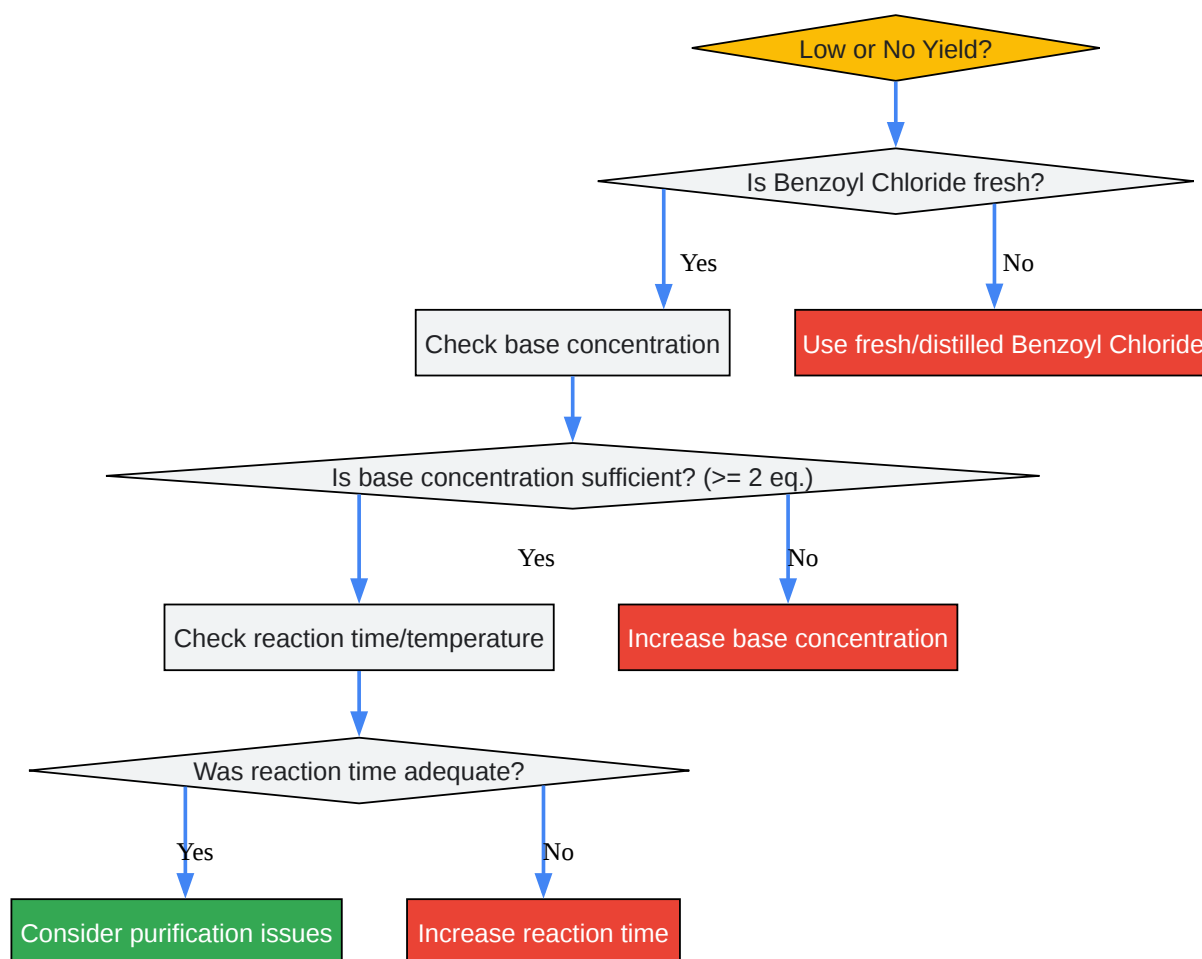 Low or No Yield?
Is Benzoyl Chloride fresh?
Yes
No
Check base concentration
Use fresh/distilled Benzoyl Chloride
Is base concentration sufficient? (>= 2 eq.)
Yes
No
Check reaction time/temperature
Increase base concentration
Was reaction time adequate?
Yes
No
Consider purification issues
Increase reaction time